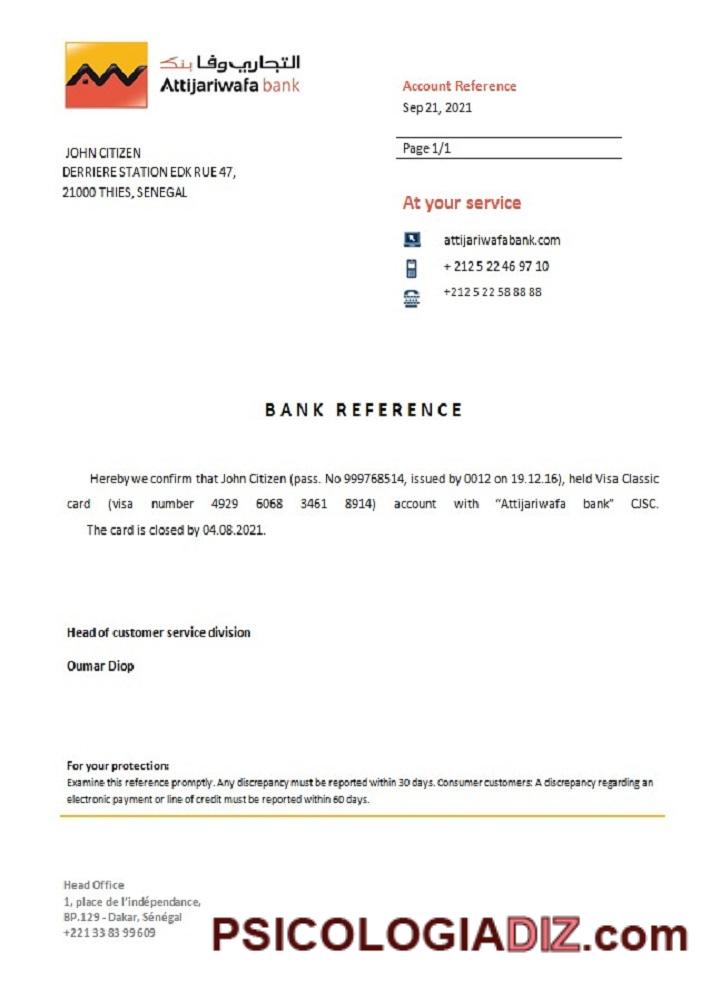 التجاري وفا بنك
Attijariwafa bank
Account Reference
Sep 21, 2021
Page 1/1
JOHN CITIZEN
DERRIERE STATION EDK RUE 47,
21000 THIES, SENEGAL
At your service
attijariwafabank.com
+ 212 5 22 46 97 10
+212 5 22 58 88 88
BANK REFERENCE
Hereby we confirm that John Citizen (pass. No 999768514, issued by 0012 on 19.12.16), held Visa Classic
card (visa number 4929 6068 3461 8914) account with “Attijariwafa bank” CJSC.
The card is closed by 04.08.2021.
Head of customer service division
Oumar Diop
For your protection:
Examine this reference promptly. Any discrepancy must be reported within 30 days. Consumer customers: A discrepancy regarding an
electronic payment or line of credit must be reported within 60 days.
Head Office
1, place de l’indépendance,
BP.129 - Dakar, Sénégal
+221 33 83 99609
PSICOLOGIADIZ.com